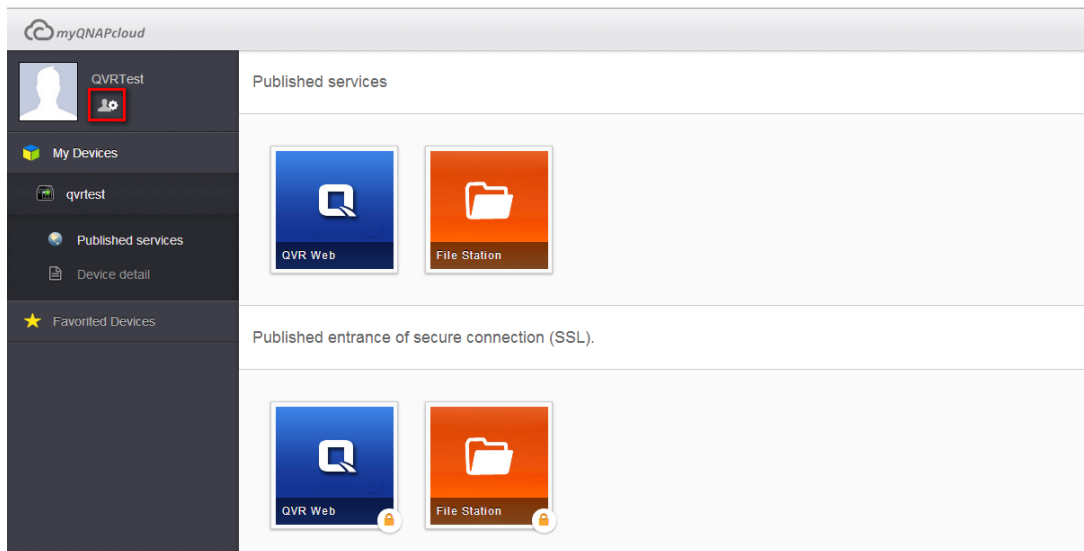 myQNAPcloud
QVRTest
My Devices
qvrtest
Published services
Device detail
Favorited Devices
Published services
QVR Web
File Station
Published entrance of secure connection (SSL).
QVR Web
File Station